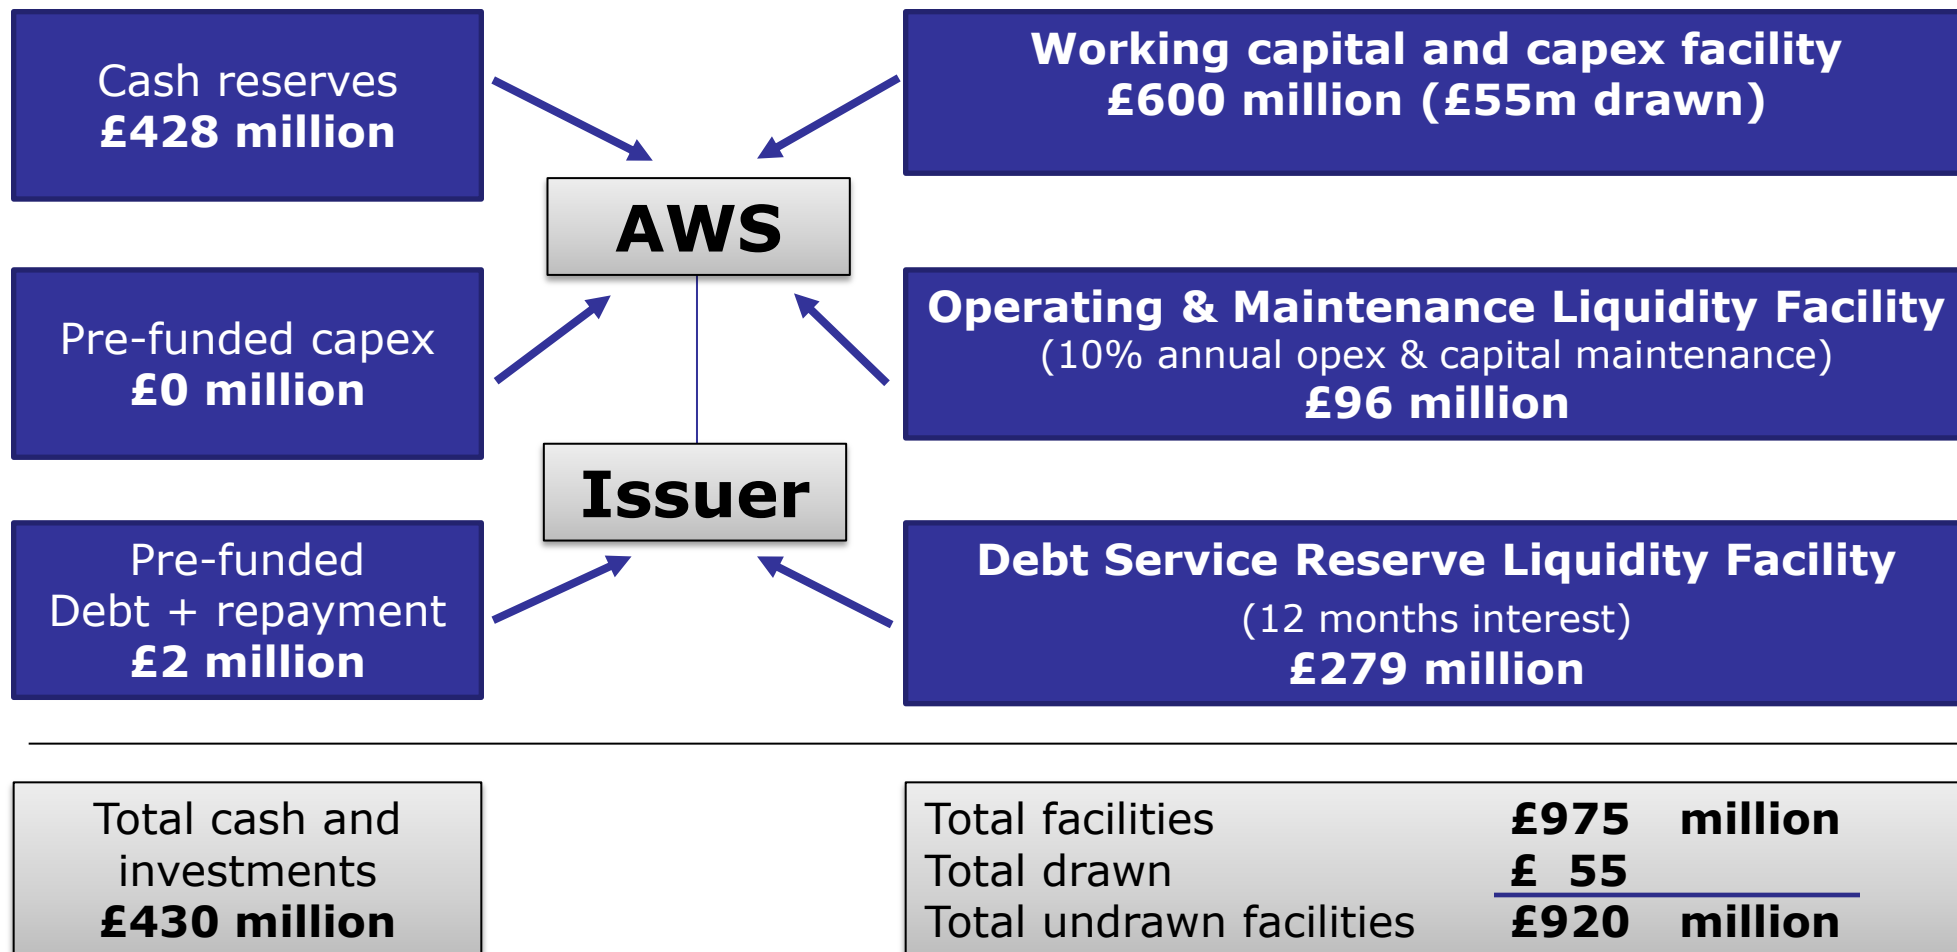 Cash reserves
£428 million
Working capital and capex facility
£600 million (£55m drawn)
AWS
Pre-funded capex
£0 million
Operating & Maintenance Liquidity Facility
(10% annual opex & capital maintenance)
£96 million
Issuer
Pre-funded
Debt + repayment
£2 million
Debt Service Reserve Liquidity Facility
(12 months interest)
£279 million
Total cash and
investments
£430 million
Total facilities £975 million
Total drawn £ 55
Total undrawn facilities £920 million